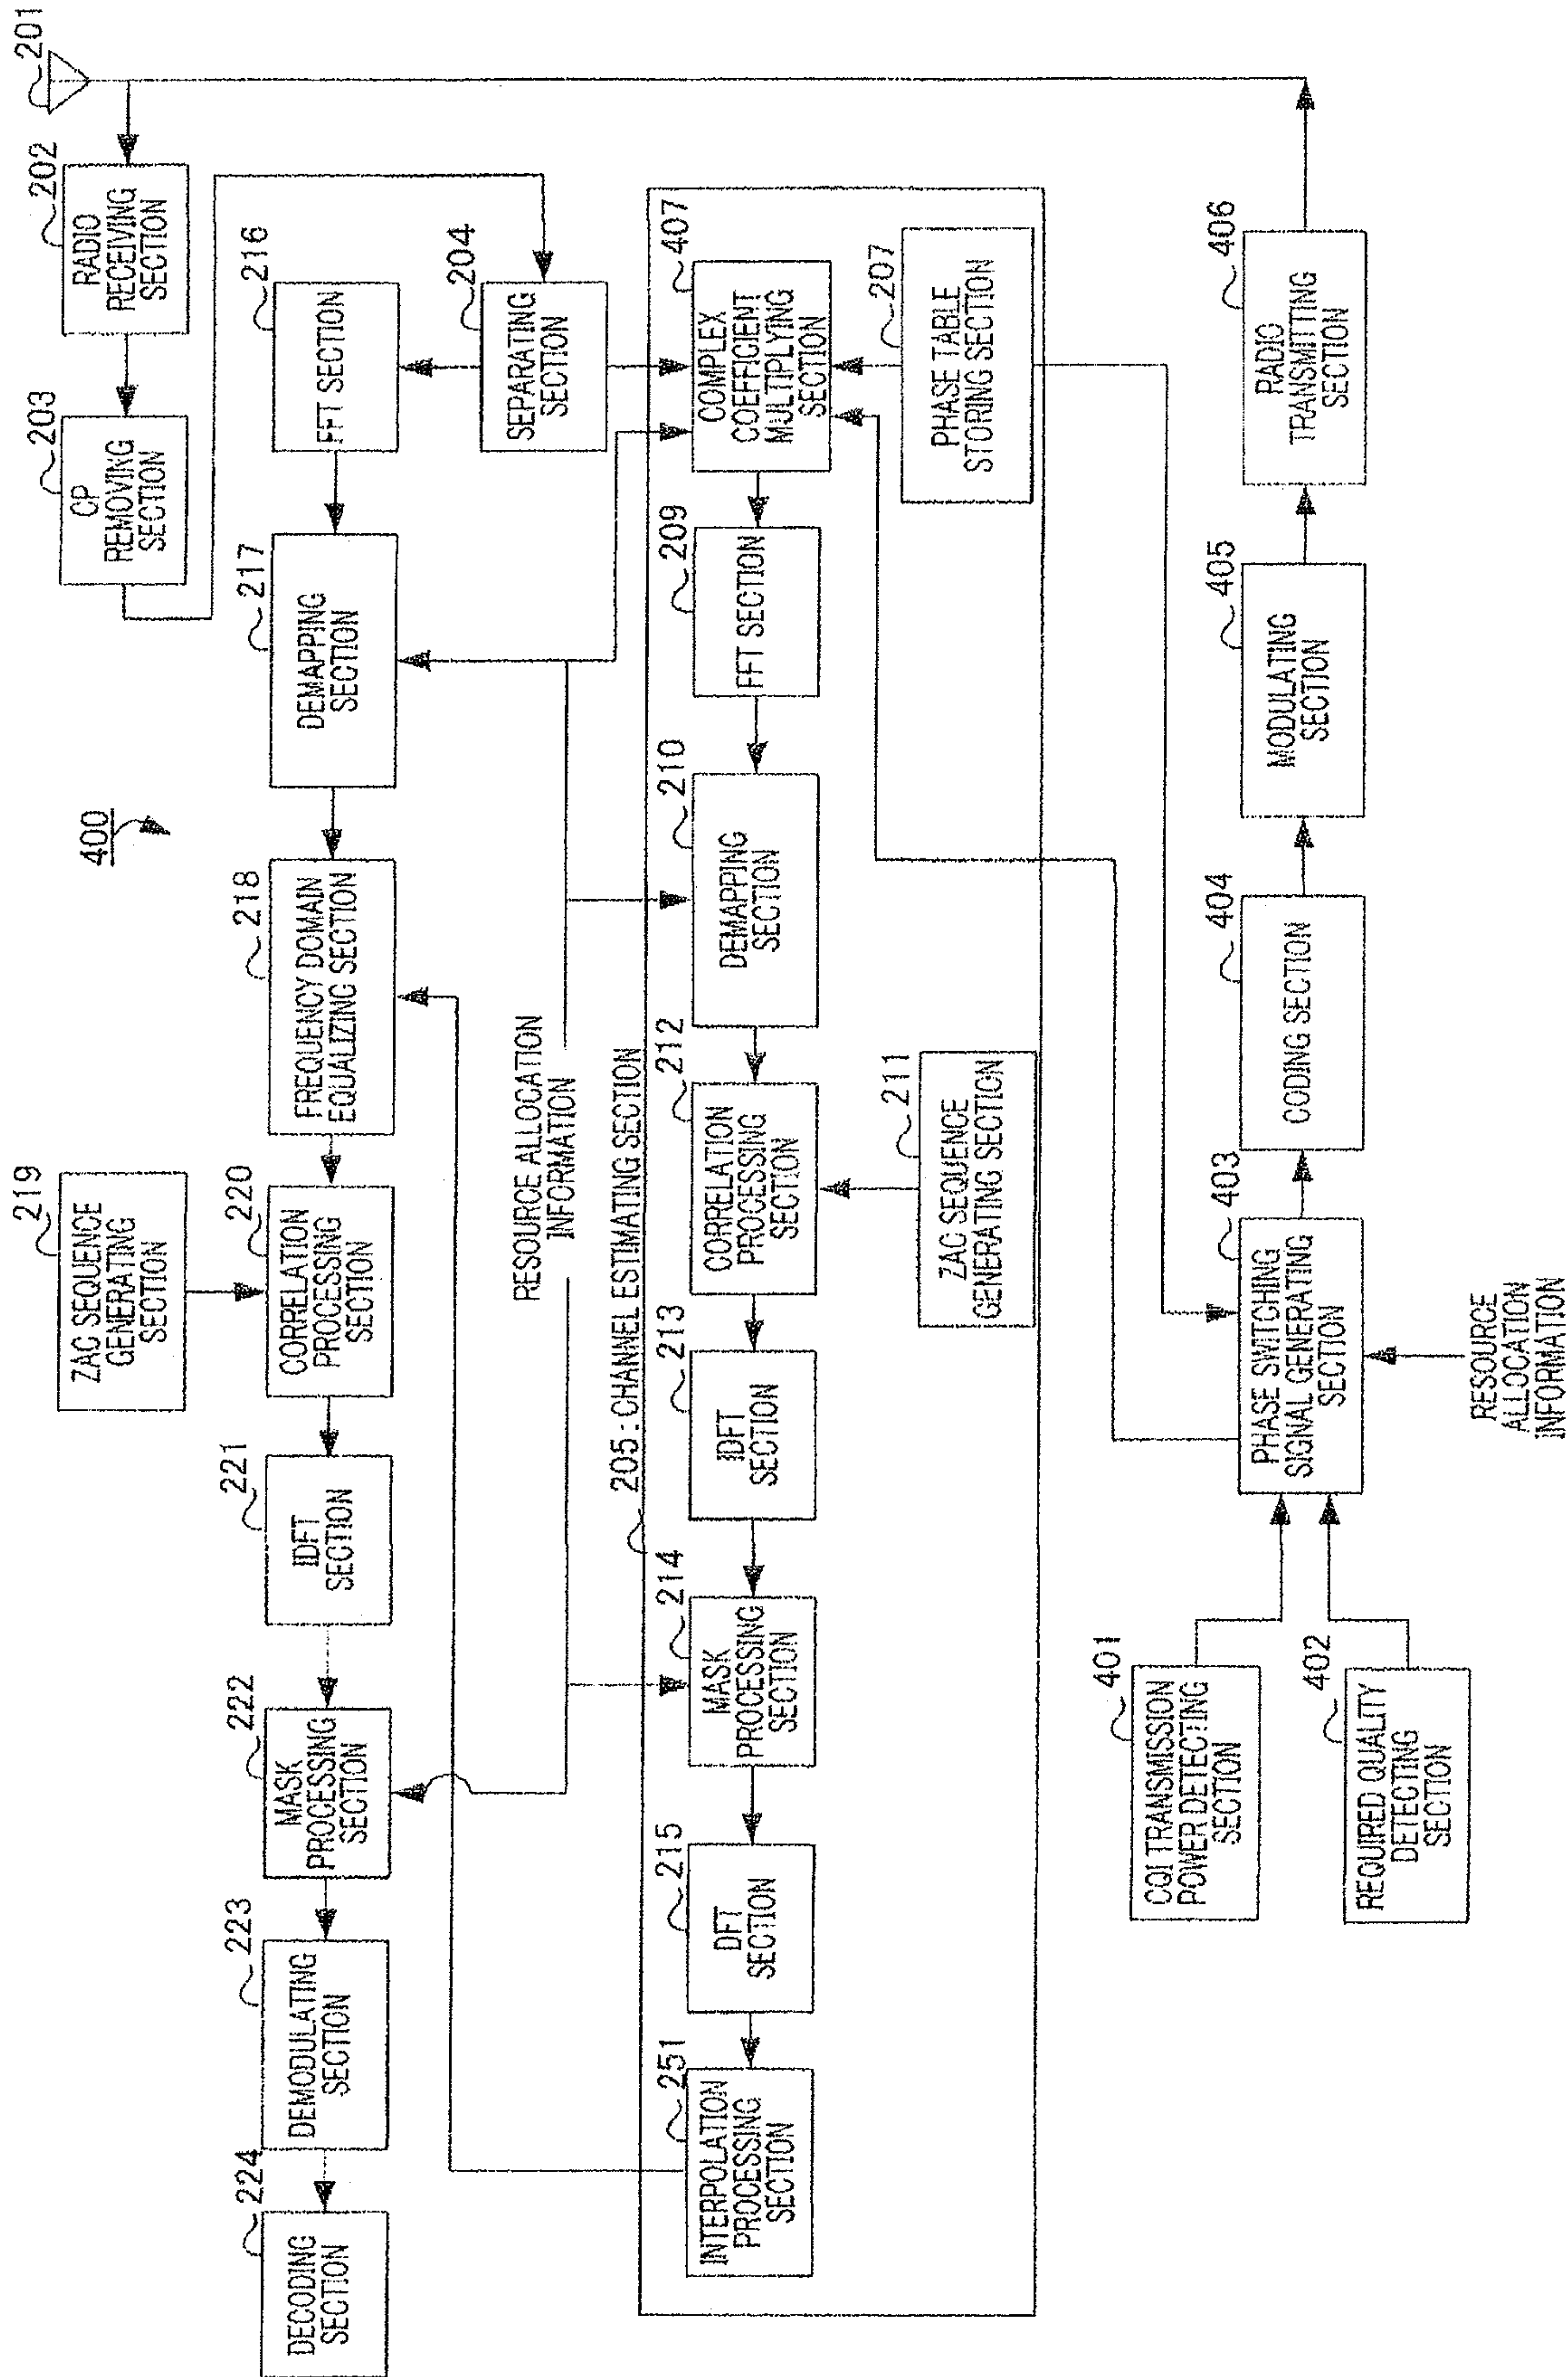 400
201
202
RADIO
RECEIVING
SECTION
203
CP
REMOVING
SECTION
204
SEPARATING
SECTION
216
FFT SECTION
217
DEMAPPING
SECTION
218
FREQUENCY DOMAIN
EQUALIZING SECTION
219
ZAC SEQUENCE
GENERATING
SECTION
220
CORRELATION
PROCESSING
SECTION
221
IDFT
SECTION
222
MASK
PROCESSING
SECTION
223
DEMODULATING
SECTION
224
DECODING
SECTION
RESOURCE ALLOCATION
INFORMATION
205 : CHANNEL ESTIMATING SECTION
407
COMPLEX
COEFFICIENT
MULTIPLYING
SECTION
207
PHASE TABLE
STORING SECTION
209
FFT SECTION
210
DEMAPPING
SECTION
211
ZAC SEQUENCE
GENERATING SECTION
212
CORRELATION
PROCESSING
SECTION
213
IDFT
SECTION
214
MASK
PROCESSING
SECTION
215
DFT
SECTION
251
INTERPOLATION
PROCESSING
SECTION
401
CQI TRANSMISSION
POWER DETECTING
SECTION
402
REQUIRED QUALITY
DETECTING
SECTION
403
PHASE SWITCHING
SIGNAL GENERATING
SECTION
RESOURCE
ALLOCATION
INFORMATION
404
CODING SECTION
405
MODULATING
SECTION
406
RADIO
TRANSMITTING
SECTION